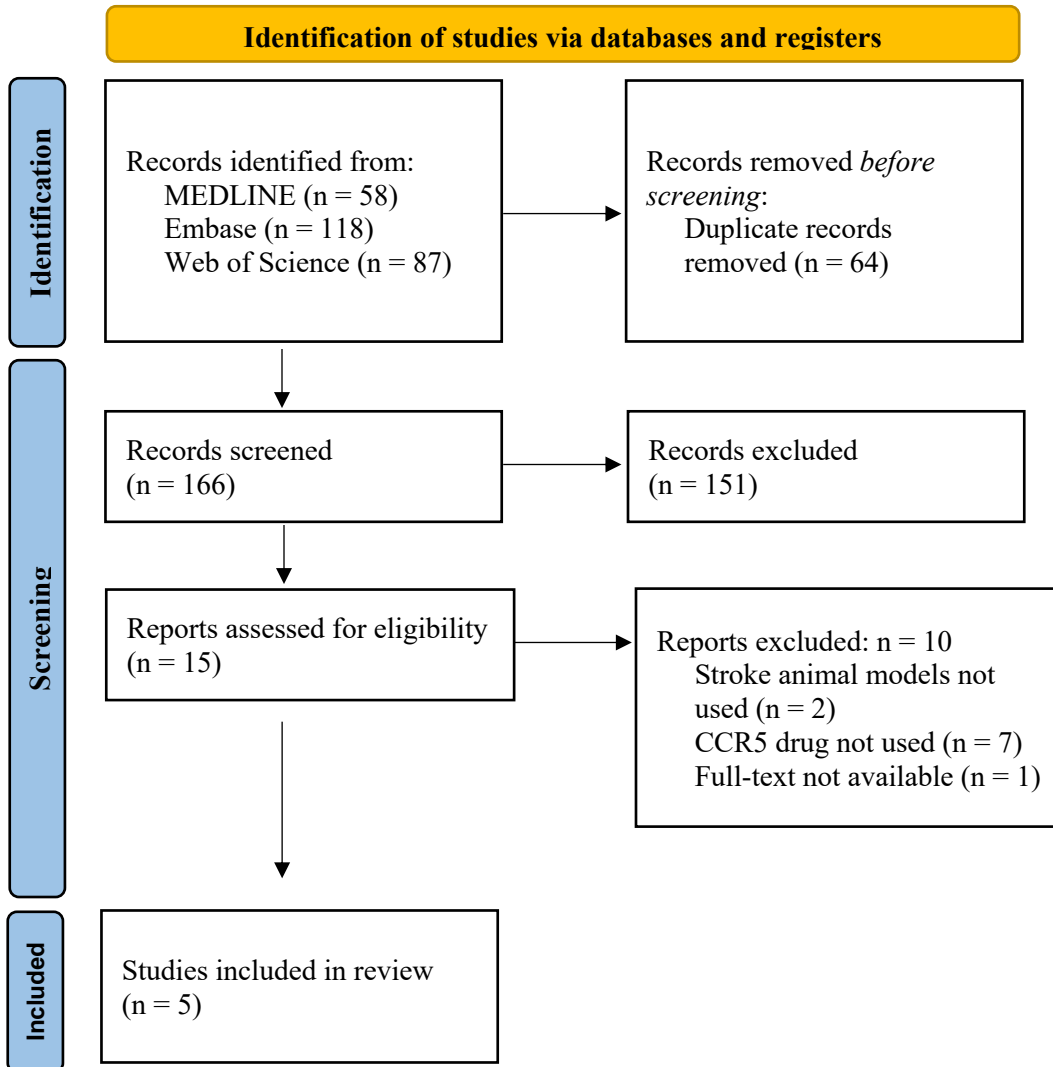 Identification of studies via databases and registers
Identification
Records identified from:
MEDLINE (n = 58)
Embase (n = 118)
Web of Science (n = 87)
Records removed before
screening:
Duplicate records
removed (n = 64)
Screening
Records screened
(n = 166)
Records excluded
(n = 151)
Reports assessed for eligibility
(n = 15)
Reports excluded: n = 10
Stroke animal models not
used (n = 2)
CCR5 drug not used (n = 7)
Full-text not available (n = 1)
Included
Studies included in review
(n = 5)